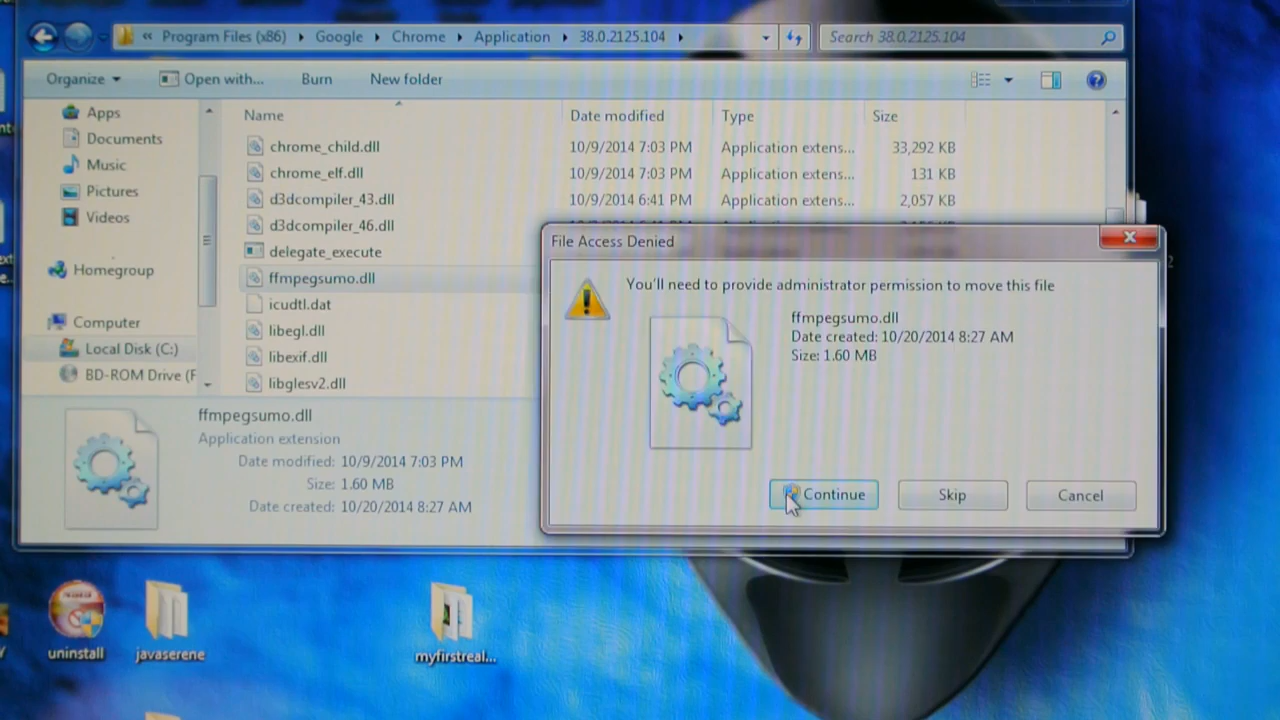 « Program Files (x86) ▸ Google ▸ Chrome ▸ Application ▸ 38.0.2125.104 ▸
Search 38.0.2125.104
Organize
Open with...
Burn
New folder
Apps
Documents
Music
Pictures
Videos
Homegroup
Computer
Local Disk (C:)
BD-ROM Drive (F
Name Date modified Type Size
chrome_child.dll 10/9/2014 7:03 PM Application extens... 33,292 KB
chrome_elf.dll 10/9/2014 7:03 PM Application extens... 131 KB
d3dcompiler_43.dll 10/9/2014 6:41 PM Application extens... 2,057 KB
d3dcompiler_46.dll
delegate_execute
ffmpegsumo.dll
icudtl.dat
libegl.dll
libexif.dll
libglesv2.dll
File Access Denied
You'll need to provide administrator permission to move this file
ffmpegsumo.dll
Date created: 10/20/2014 8:27 AM
Size: 1.60 MB
Continue
Skip
Cancel
ffmpegsumo.dll
Application extension
Date modified: 10/9/2014 7:03 PM
Size: 1.60 MB
Date created: 10/20/2014 8:27 AM
uninstall
javaserene
myfirstreal...